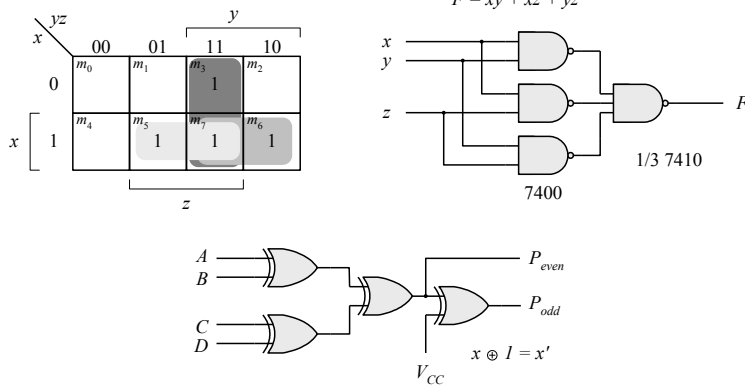 F = xy + xz + yz
yz
x
y
00 01 11 10
m0 m1 m3 m2
0 1
m4 m5 m7 m6
x 1 1 1 1
z
x
y
z
F
7400
1/3 7410
A
B
C
D
Peven
Podd
VCC
x ⊕ 1 = x′